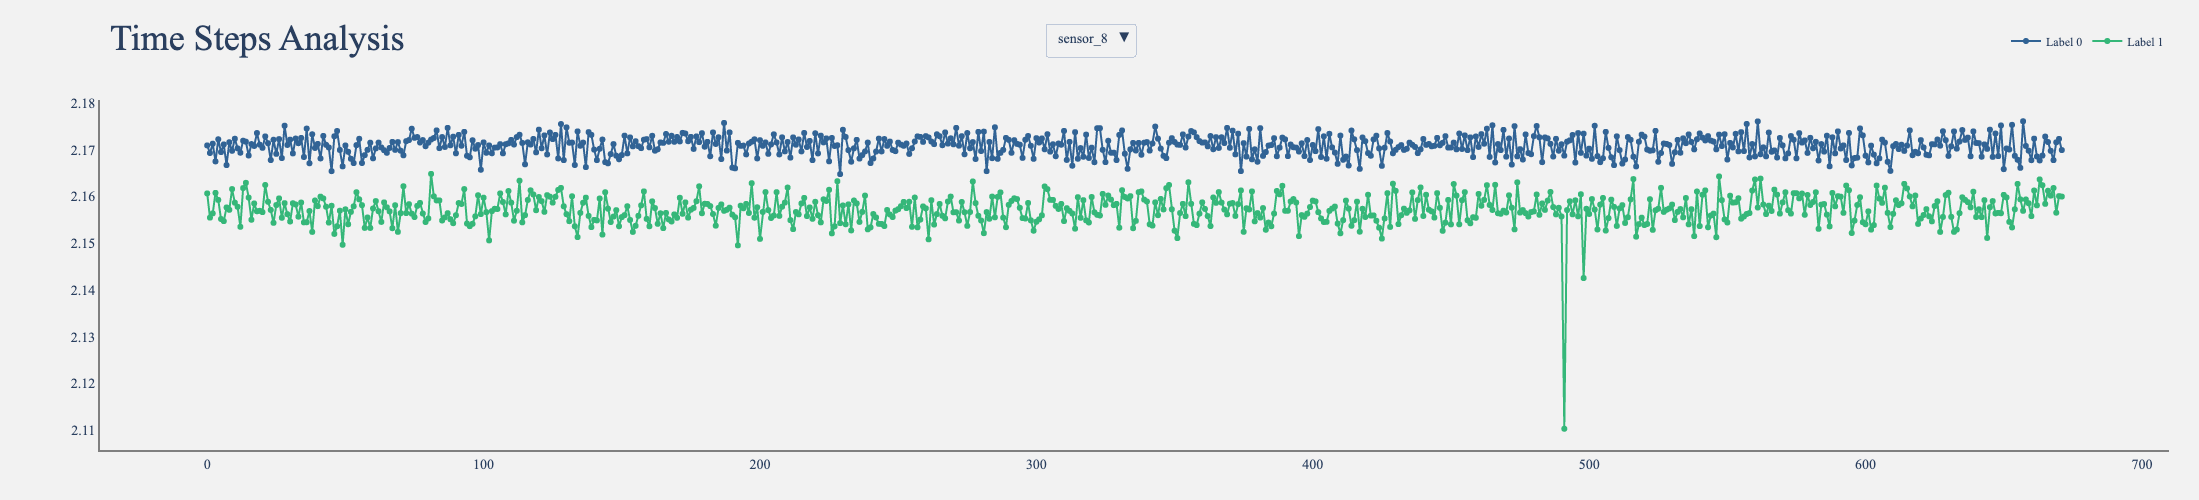 Time Steps Analysis
sensor_8 ▼
Label 0
Label 1
2.18
2.17
2.16
2.15
2.14
2.13
2.12
2.11
0 100 200 300 400 500 600 700